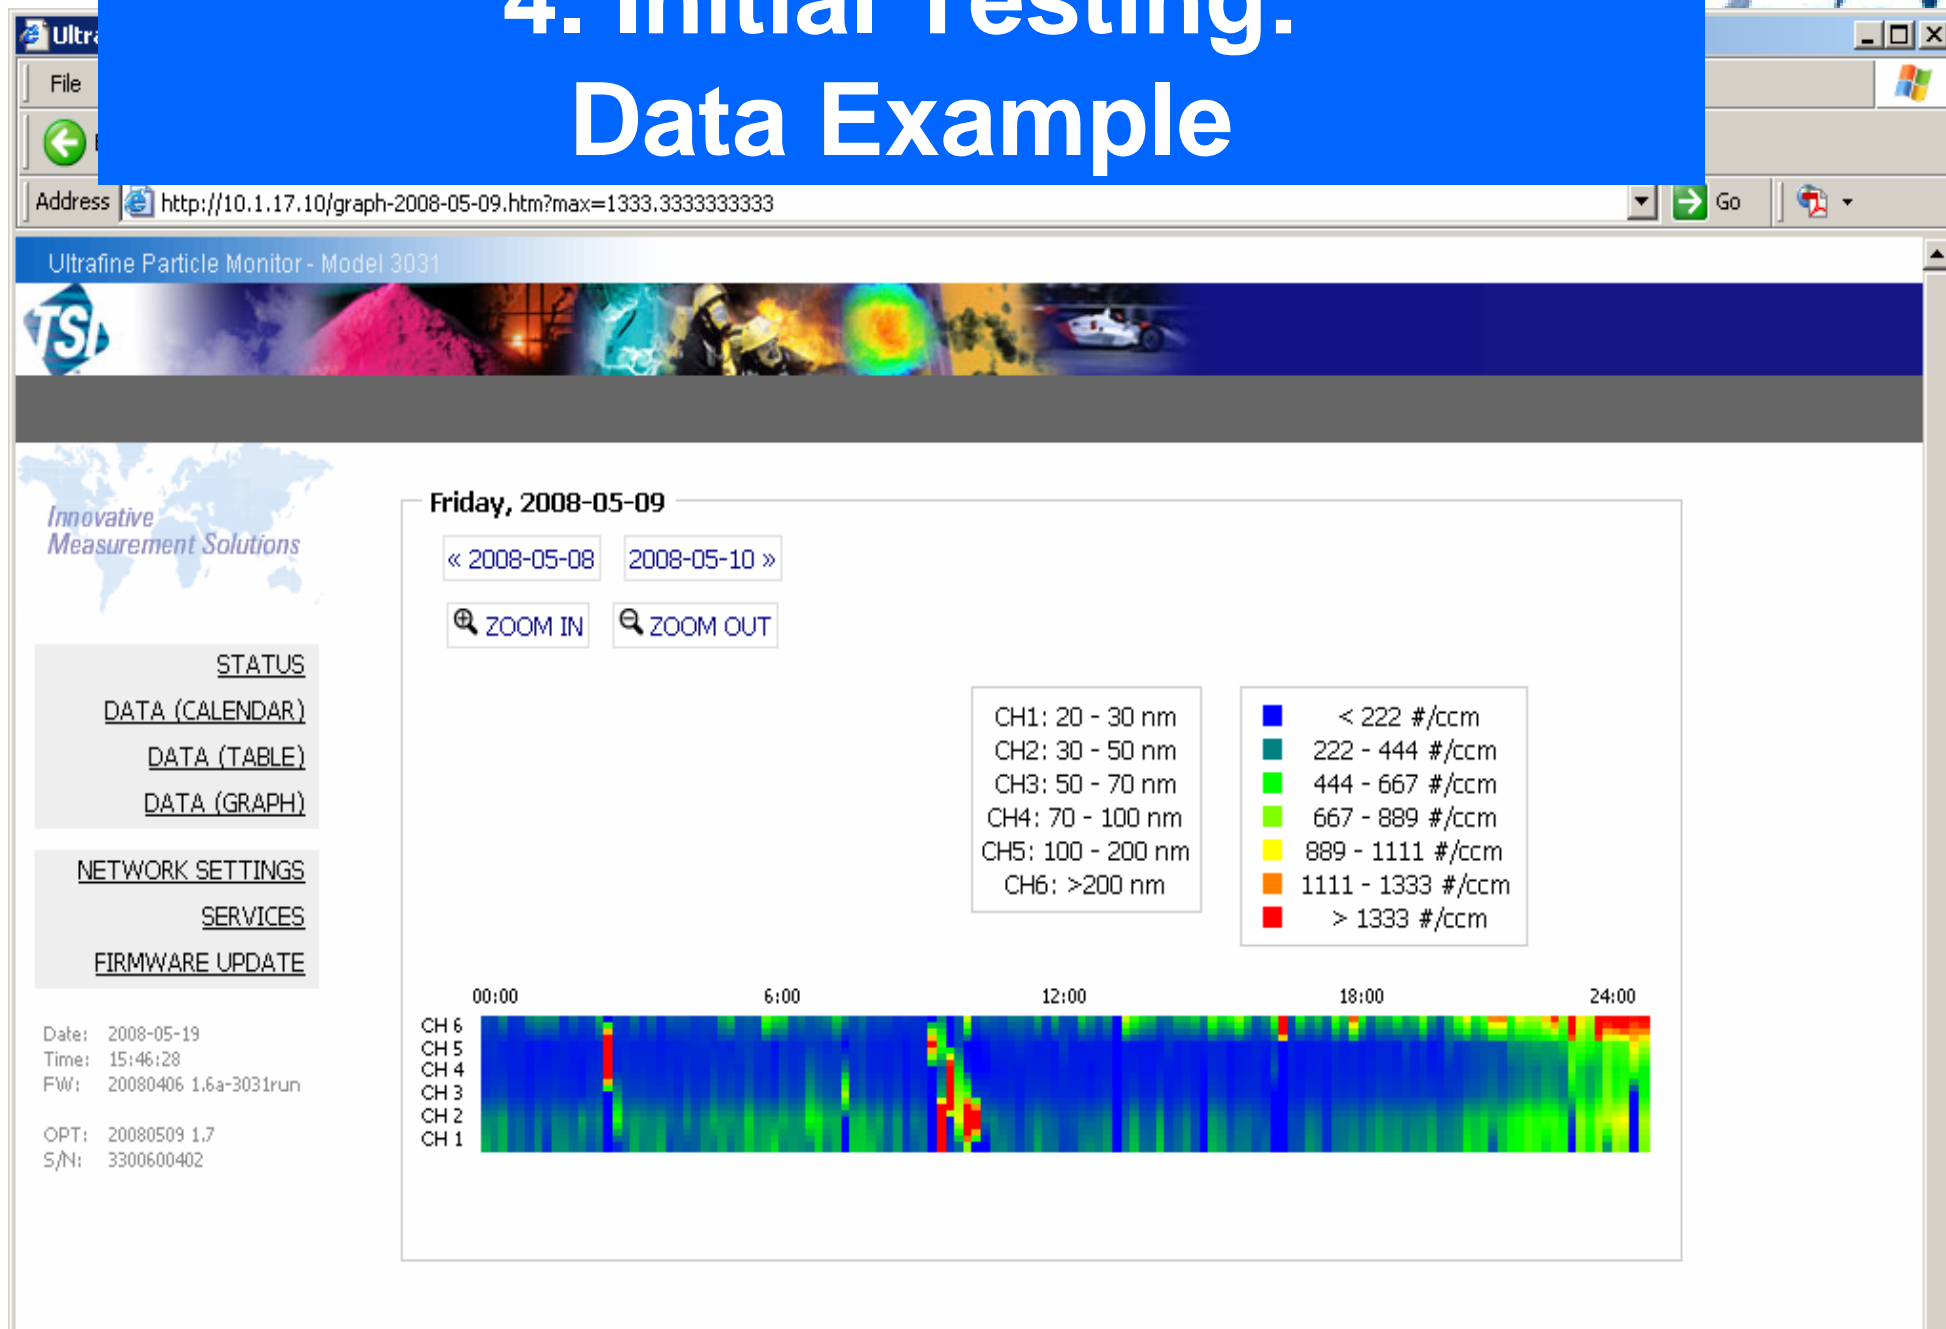 4. Initial Testing:
Data Example
Ultra
File
Address http://10.1.17.10/graph-2008-05-09.htm?max=1333.3333333333 Go
Ultrafine Particle Monitor - Model 3031
TSI
Innovative
Measurement Solutions
STATUS
DATA (CALENDAR)
DATA (TABLE)
DATA (GRAPH)
NETWORK SETTINGS
SERVICES
FIRMWARE UPDATE
Date: 2008-05-19
Time: 15:46:28
FW: 20080406 1.6a-3031run
OPT: 20080509 1.7
S/N: 3300600402
Friday, 2008-05-09
« 2008-05-08 2008-05-10 »
ZOOM IN ZOOM OUT
CH1: 20 - 30 nm
CH2: 30 - 50 nm
CH3: 50 - 70 nm
CH4: 70 - 100 nm
CH5: 100 - 200 nm
CH6: >200 nm
< 222 #/ccm
222 - 444 #/ccm
444 - 667 #/ccm
667 - 889 #/ccm
889 - 1111 #/ccm
1111 - 1333 #/ccm
> 1333 #/ccm
00:00 6:00 12:00 18:00 24:00
CH 6
CH 5
CH 4
CH 3
CH 2
CH 1